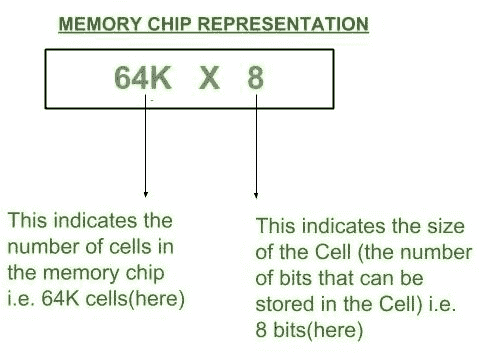 MEMORY CHIP REPRESENTATION
64K X 8
This indicates the
number of cells in
the memory chip
i.e. 64K cells(here)
This indicates the size
of the Cell (the number
of bits that can be
stored in the Cell) i.e.
8 bits(here)